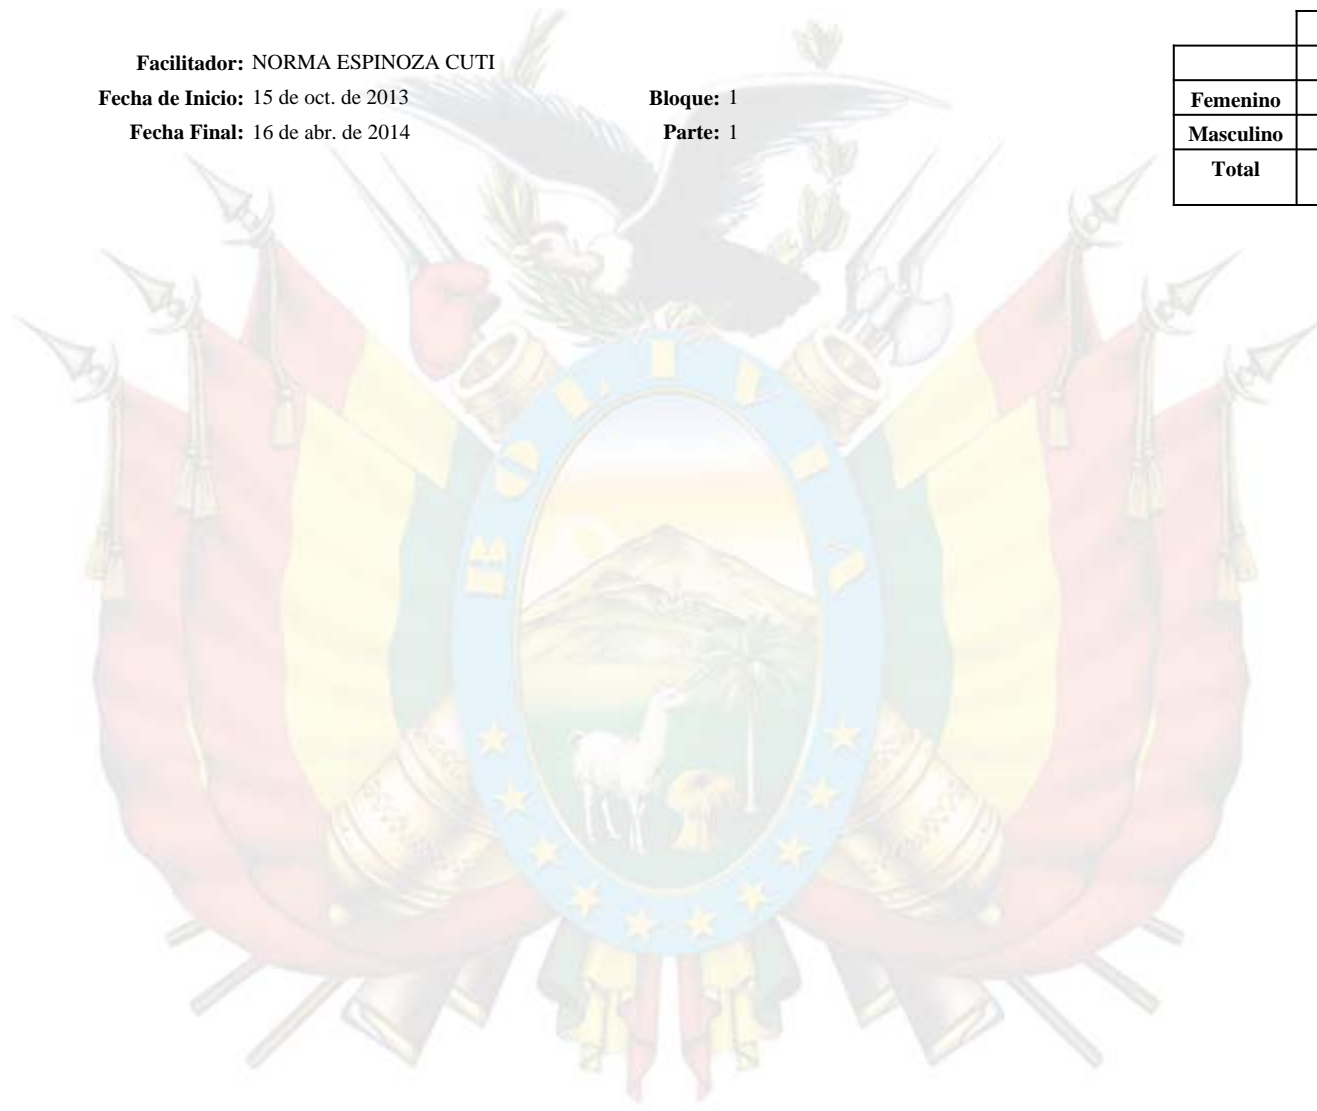 Facilitador: NORMA ESPINOZA CUTI
Fecha de Inicio: 15 de oct. de 2013 Bloque: 1
Fecha Final: 16 de abr. de 2014 Parte: 1
Femenino
Masculino
Total
BOLIVIA